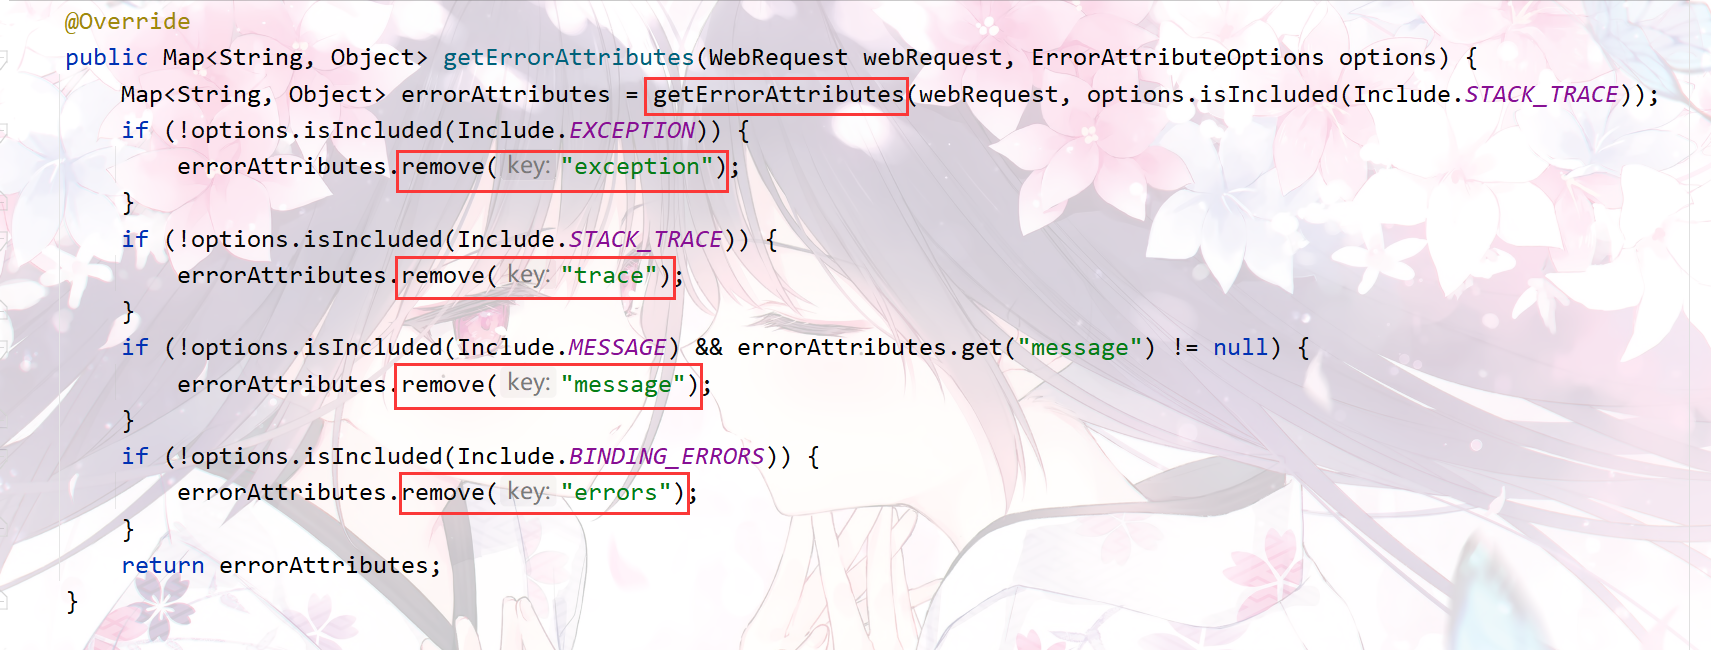 @Override
public Map<String, Object> getErrorAttributes(WebRequest webRequest, ErrorAttributeOptions options) {
Map<String, Object> errorAttributes = getErrorAttributes(webRequest, options.isIncluded(Include.STACK_TRACE));
if (!options.isIncluded(Include.EXCEPTION)) {
errorAttributes.remove( key: "exception");
}
if (!options.isIncluded(Include.STACK_TRACE)) {
errorAttributes.remove( key: "trace");
}
if (!options.isIncluded(Include.MESSAGE) && errorAttributes.get("message") != null) {
errorAttributes.remove( key: "message");
}
if (!options.isIncluded(Include.BINDING_ERRORS)) {
errorAttributes.remove( key: "errors");
}
return errorAttributes;
}